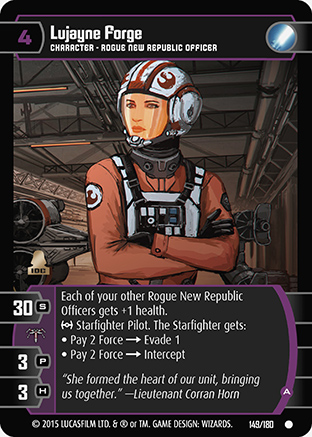 4
Lujayne Forge
CHARACTER - ROGUE NEW REPUBLIC OFFICER
IDC
30 S
3 P
3 H
Each of your other Rogue New Republic
Officers gets +1 health.
Starfighter Pilot. The Starfighter gets:
• Pay 2 Force → Evade 1
• Pay 2 Force → Intercept
“She formed the heart of our unit, bringing
us together.” —Lieutenant Corran Horn
A
© 2015 LUCASFILM LTD. & ® or TM. GAME DESIGN: WIZARDS.
149/180